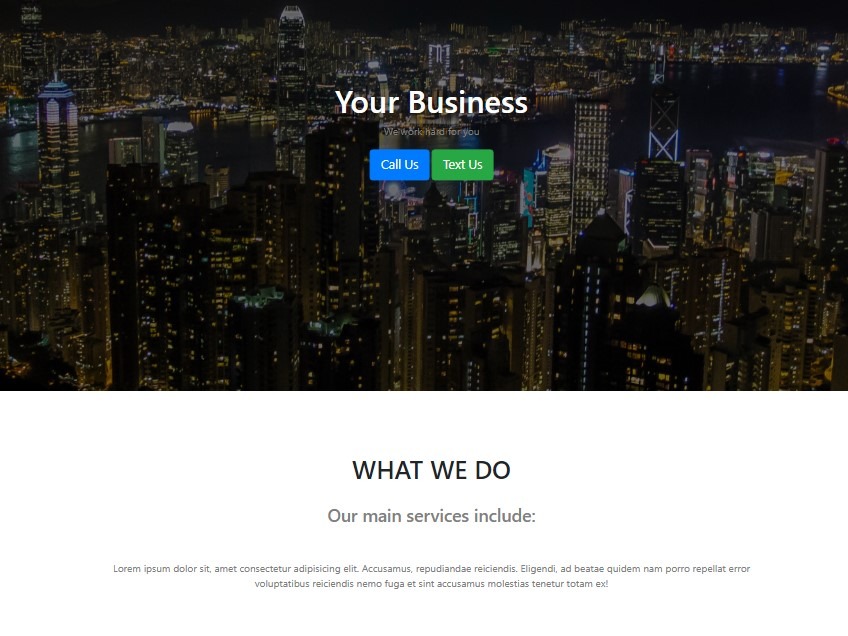 Your Business
We work hard for you
Call Us Text Us
WHAT WE DO
Our main services include:
Lorem ipsum dolor sit, amet consectetur adipisicing elit. Accusamus, repudiandae reiciendis. Eligendi, ad beatae quidem nam porro repellat error
voluptatibus reiciendis nemo fuga et sint accusamus molestias tenetur totam ex!